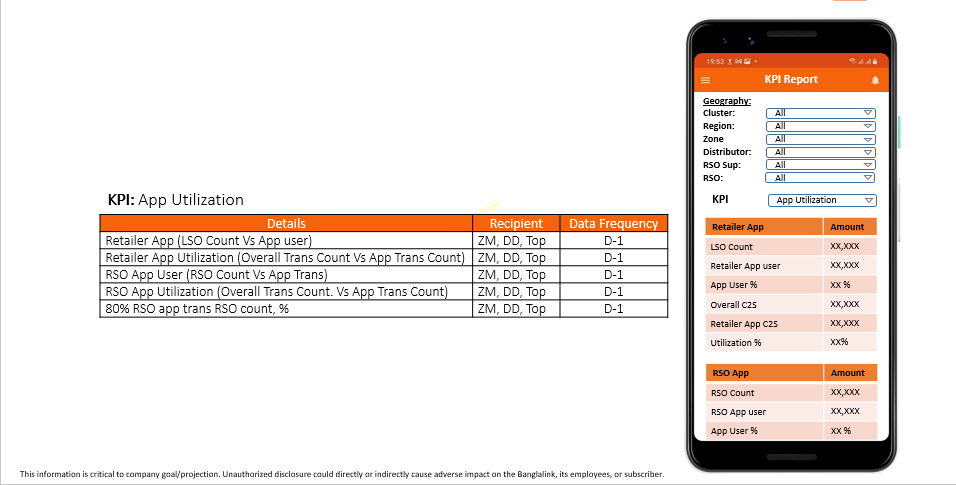 KPI: App Utilization
Details Recipient Data Frequency
Retailer App (LSO Count Vs App user) ZM, DD, Top D-1
Retailer App Utilization (Overall Trans Count Vs App Trans Count) ZM, DD, Top D-1
RSO App User (RSO Count Vs App Trans) ZM, DD, Top D-1
RSO App Utilization (Overall Trans Count. Vs App Trans Count) ZM, DD, Top D-1
80% RSO app trans RSO count, % ZM, DD, Top D-1
19:53
KPI Report
Geography:
Cluster: All
Region: All
Zone All
Distributor: All
RSO Sup: All
RSO: All
KPI App Utilization
Retailer App Amount
LSO Count XX,XXX
Retailer App user XX,XXX
App User % XX %
Overall C2S XX,XXX
Retailer App C2S XX,XXX
Utilization % XX%
RSO App Amount
RSO Count XX,XXX
RSO App user XX,XXX
App User % XX %
This information is critical to company goal/projection. Unauthorized disclosure could directly or indirectly cause adverse impact on the Banglalink, its employees, or subscriber.